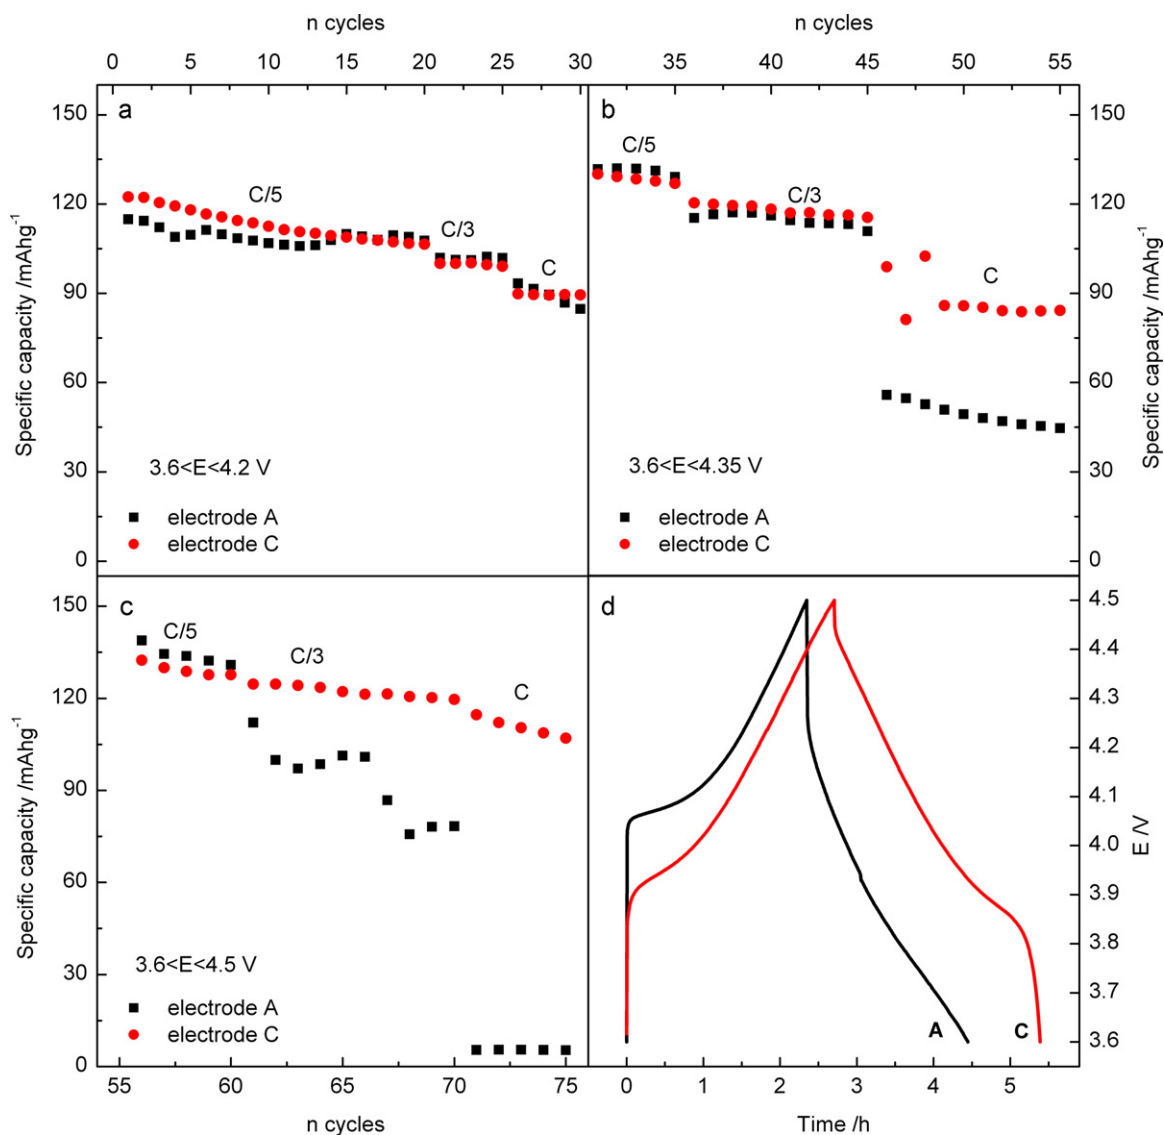 n cycles
n cycles
0 5 10 15 20 25 30
35 40 45 50 55
a
b
150
120
90
60
30
0
Specific capacity /mAhg⁻¹
C/5
C/3
C
3.6<E<4.2 V
electrode A
electrode C
C/5
C/3
C
3.6<E<4.35 V
electrode A
electrode C
150
120
90
60
30
0
Specific capacity /mAhg⁻¹
c
d
150
120
90
60
30
0
Specific capacity /mAhg⁻¹
C/5
C/3
C
3.6<E<4.5 V
electrode A
electrode C
A
C
4.5
4.4
4.3
4.2
4.1
4.0
3.9
3.8
3.7
3.6
E /V
55 60 65 70 75
0 1 2 3 4 5
n cycles
Time /h